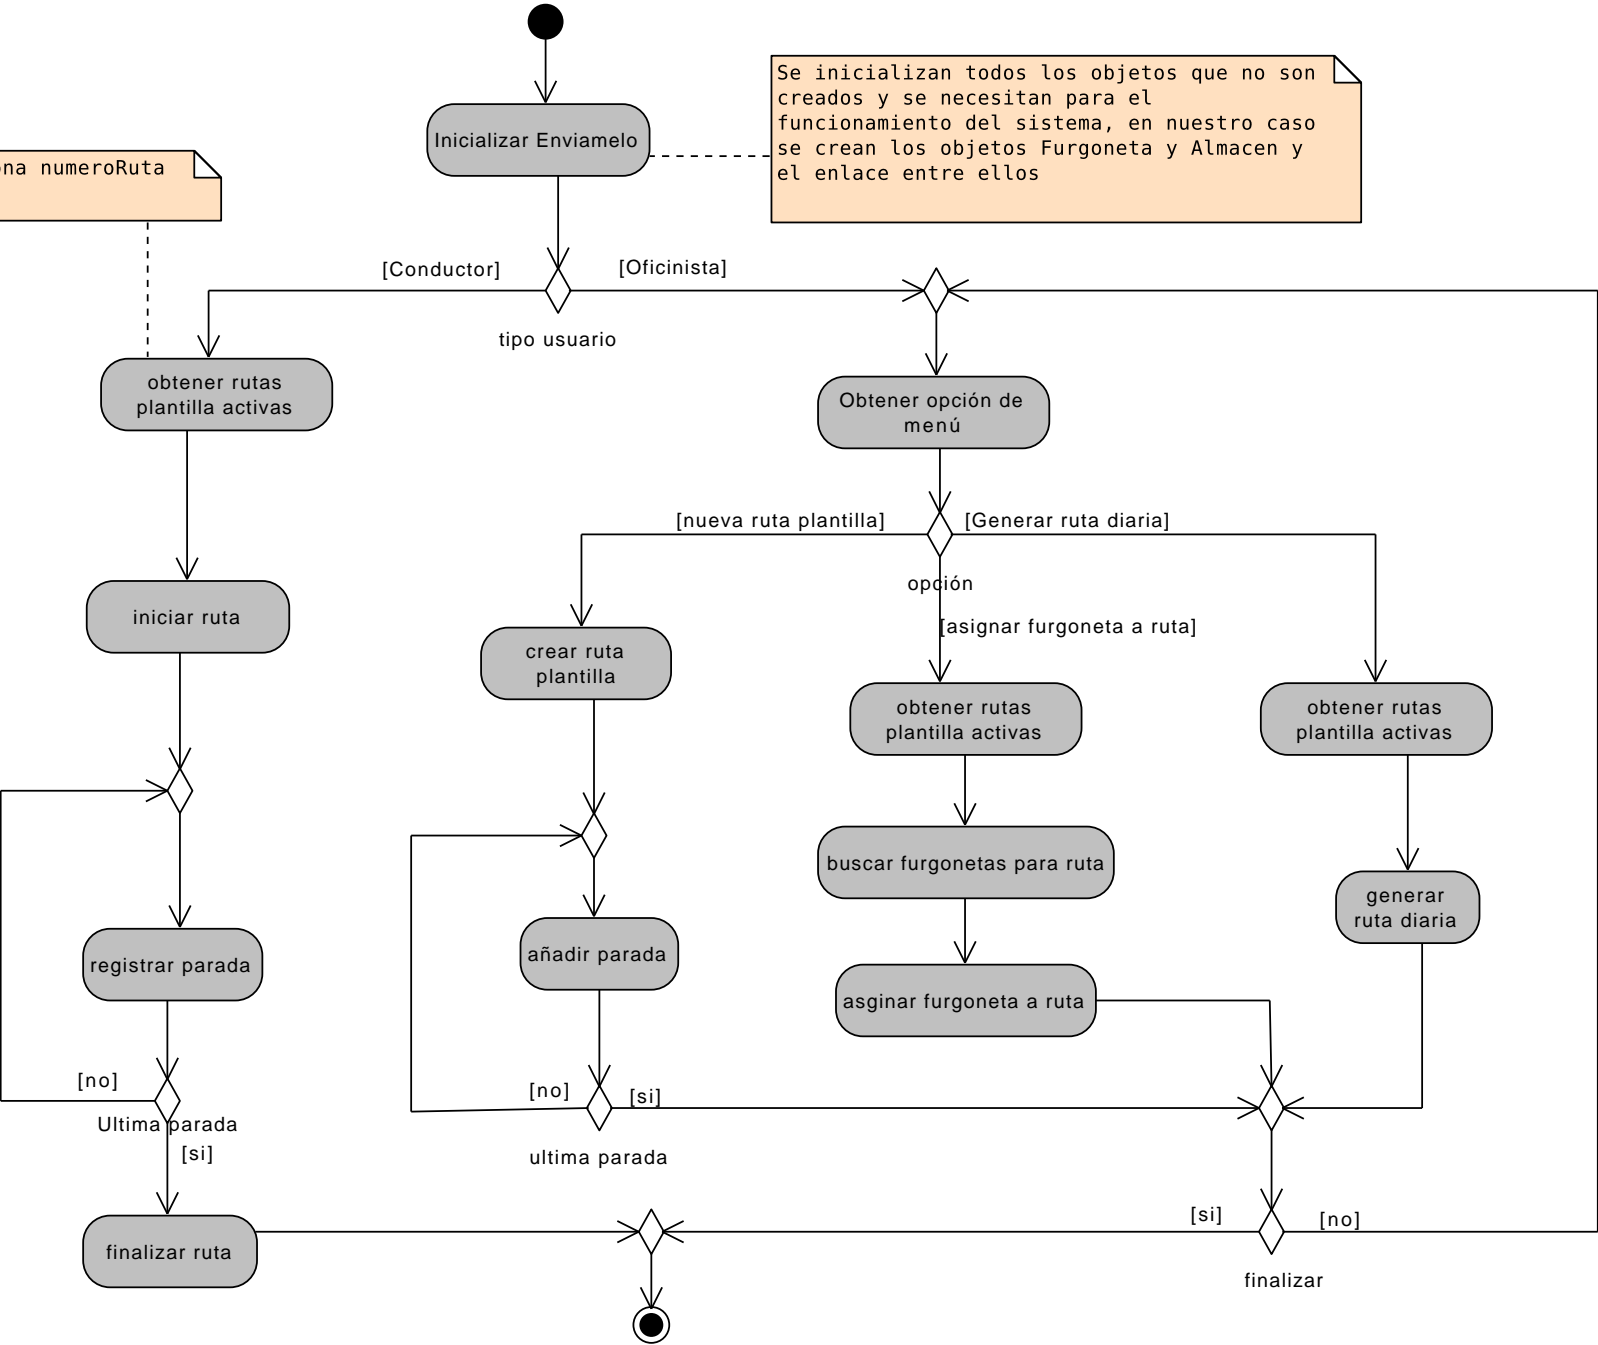 Se inicializan todos los objetos que no son
creados y se necesitan para el
funcionamiento del sistema, en nuestro caso
se crean los objetos Furgoneta y Almacen y
el enlace entre ellos
Inicializar Enviamelo
numeroRuta
[Conductor]
[Oficinista]
tipo usuario
obtener rutas
plantilla activas
Obtener opción de
menú
[nueva ruta plantilla]
[Generar ruta diaria]
opción
[asignar furgoneta a ruta]
iniciar ruta
crear ruta
plantilla
obtener rutas
plantilla activas
obtener rutas
plantilla activas
buscar furgonetas para ruta
generar
ruta diaria
registrar parada
añadir parada
asginar furgoneta a ruta
[no]
Ultima parada
[si]
[no]
[si]
ultima parada
finalizar ruta
[si]
[no]
finalizar